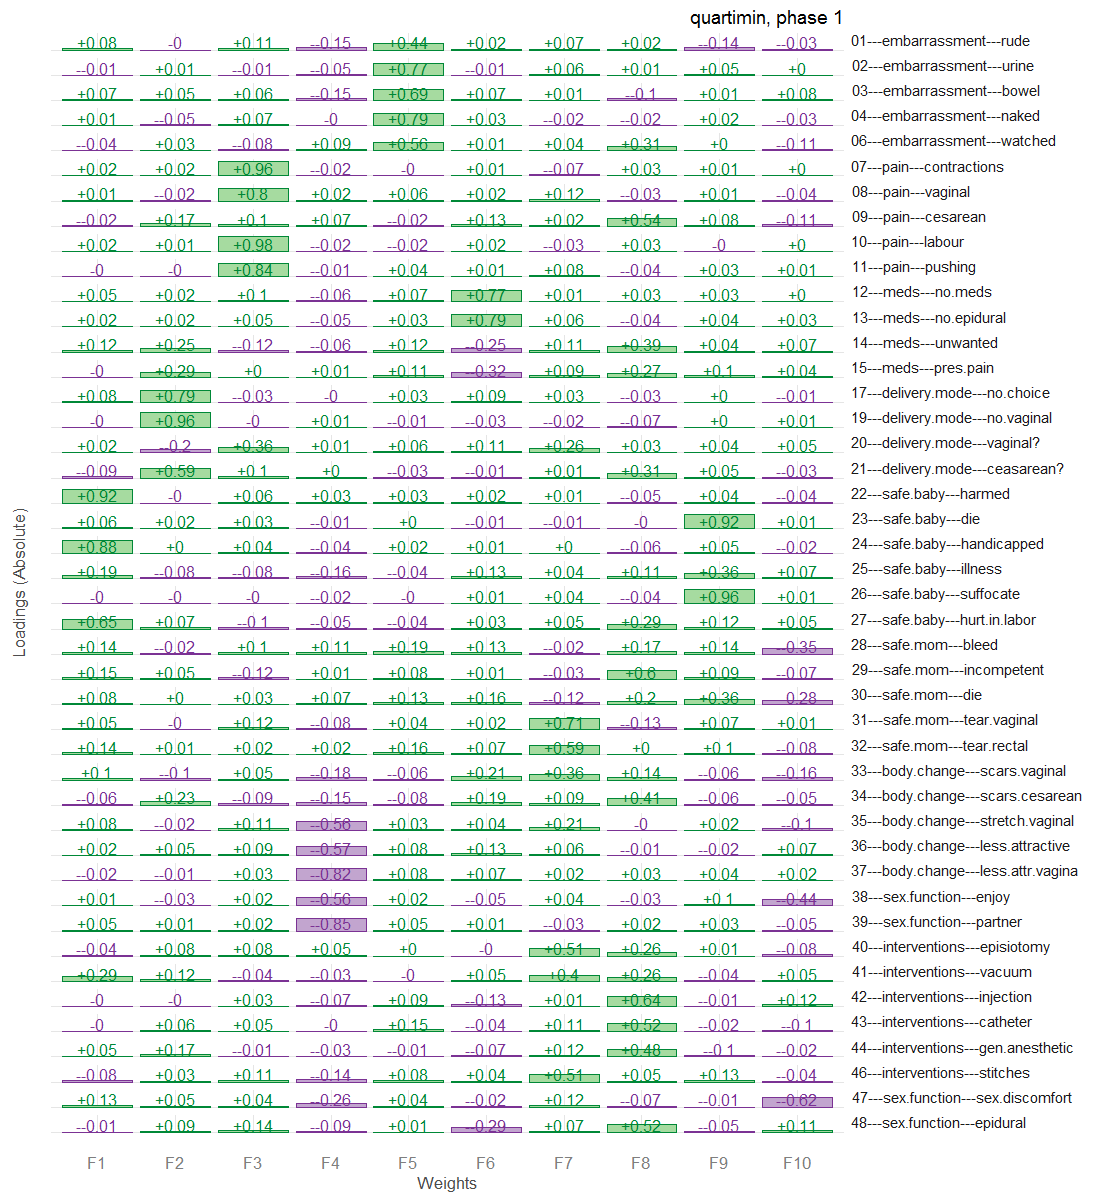 quartimin, phase 1
+0.08 -0 +0.11 --0.15 +0.44 +0.02 +0.07 +0.02 --0.14 --0.03 01---embarrassment---rude
--0.01 +0.01 --0.01 --0.05 +0.77 --0.01 +0.06 +0.01 +0.05 +0 02---embarrassment---urine
+0.07 +0.05 +0.06 --0.15 +0.69 +0.07 +0.01 --0.1 +0.01 +0.08 03---embarrassment---bowel
+0.01 --0.05 +0.07 -0 +0.79 +0.03 --0.02 --0.02 +0.02 --0.03 04---embarrassment---naked
--0.04 +0.03 --0.08 +0.09 +0.56 +0.01 +0.04 +0.31 +0 --0.11 06---embarrassment---watched
+0.02 +0.02 +0.96 --0.02 -0 +0.01 --0.07 +0.03 +0.01 +0 07---pain---contractions
+0.01 --0.02 +0.8 +0.02 +0.06 +0.02 +0.12 --0.03 +0.01 --0.04 08---pain---vaginal
--0.02 +0.17 +0.1 +0.07 --0.02 +0.13 +0.02 +0.54 +0.08 --0.11 09---pain---cesarean
+0.02 +0.01 +0.98 --0.02 --0.02 +0.02 --0.03 +0.03 -0 +0 10---pain---labour
-0 -0 +0.84 --0.01 +0.04 +0.01 +0.08 --0.04 +0.03 +0.01 11---pain---pushing
+0.05 +0.02 +0.1 --0.06 +0.07 +0.77 +0.01 +0.03 +0.03 +0 12---meds---no.meds
+0.02 +0.02 +0.05 --0.05 +0.03 +0.79 +0.06 --0.04 +0.04 +0.03 13---meds---no.epidural
+0.12 +0.25 --0.12 --0.06 +0.12 --0.25 +0.11 +0.39 +0.04 +0.07 14---meds---unwanted
-0 +0.29 +0 +0.01 +0.11 --0.32 +0.09 +0.27 +0.1 +0.04 15---meds---pres.pain
+0.08 +0.79 --0.03 -0 +0.03 +0.09 +0.03 --0.03 +0 --0.01 17---delivery.mode---no.choice
-0 +0.96 -0 +0.01 --0.01 --0.03 --0.02 --0.07 +0 +0.01 19---delivery.mode---no.vaginal
+0.02 --0.2 +0.36 +0.01 +0.06 +0.11 +0.26 +0.03 +0.04 +0.05 20---delivery.mode---vaginal?
--0.09 +0.59 +0.1 +0 --0.03 --0.01 +0.01 +0.31 +0.05 --0.03 21---delivery.mode---ceasarean?
+0.92 -0 +0.06 +0.03 +0.03 +0.02 +0.01 --0.05 +0.04 --0.04 22---safe.baby---harmed
+0.06 +0.02 +0.03 --0.01 +0 --0.01 --0.01 -0 +0.92 +0.01 23---safe.baby---die
+0.88 +0 +0.04 --0.04 +0.02 +0.01 +0 --0.06 +0.05 --0.02 24---safe.baby---handicapped
+0.19 --0.08 --0.08 --0.16 --0.04 +0.13 +0.04 +0.11 +0.36 +0.07 25---safe.baby---illness
-0 -0 -0 --0.02 -0 +0.01 +0.04 --0.04 +0.96 +0.01 26---safe.baby---suffocate
+0.65 +0.07 --0.1 --0.05 --0.04 +0.03 +0.05 +0.29 +0.12 +0.05 27---safe.baby---hurt.in.labor
+0.14 --0.02 +0.1 +0.11 +0.19 +0.13 --0.02 +0.17 +0.14 --0.35 28---safe.mom---bleed
+0.15 +0.05 --0.12 +0.01 +0.08 +0.01 --0.03 +0.6 +0.09 --0.07 29---safe.mom---incompetent
+0.08 +0 +0.03 +0.07 +0.13 +0.16 --0.12 +0.2 +0.36 --0.28 30---safe.mom---die
+0.05 -0 +0.12 --0.08 +0.04 +0.02 +0.71 --0.13 +0.07 +0.01 31---safe.mom---tear.vaginal
+0.14 +0.01 +0.02 +0.02 +0.16 +0.07 +0.59 +0 +0.1 --0.08 32---safe.mom---tear.rectal
+0.1 --0.1 +0.05 --0.18 --0.06 +0.21 +0.36 +0.14 --0.06 --0.16 33---body.change---scars.vaginal
--0.06 +0.23 --0.09 --0.15 --0.08 +0.19 +0.09 +0.41 --0.06 --0.05 34---body.change---scars.cesarean
+0.08 --0.02 +0.11 --0.56 +0.03 +0.04 +0.21 -0 +0.02 --0.1 35---body.change---stretch.vaginal
+0.02 +0.05 +0.09 --0.57 +0.08 +0.13 +0.06 --0.01 --0.02 +0.07 36---body.change---less.attractive
--0.02 --0.01 +0.03 --0.82 +0.08 +0.07 +0.02 +0.03 +0.04 +0.02 37---body.change---less.attr.vagina
+0.01 --0.03 +0.02 --0.56 +0.02 --0.05 +0.04 --0.03 +0.1 --0.44 38---sex.function---enjoy
+0.05 +0.01 +0.02 --0.85 +0.05 +0.01 --0.03 +0.02 +0.03 --0.05 39---sex.function---partner
--0.04 +0.08 +0.08 +0.05 +0 -0 +0.51 +0.26 +0.01 --0.08 40---interventions---episiotomy
+0.29 +0.12 --0.04 --0.03 -0 +0.05 +0.4 +0.26 --0.04 +0.05 41---interventions---vacuum
-0 -0 +0.03 --0.07 +0.09 --0.13 +0.01 +0.64 --0.01 +0.12 42---interventions---injection
-0 +0.06 +0.05 -0 +0.15 --0.04 +0.11 +0.52 --0.02 --0.1 43---interventions---catheter
+0.05 +0.17 --0.01 --0.03 --0.01 --0.07 +0.12 +0.48 --0.1 --0.02 44---interventions---gen.anesthetic
--0.08 +0.03 +0.11 --0.14 +0.08 +0.04 +0.51 +0.05 +0.13 --0.04 46---interventions---stitches
+0.13 +0.05 +0.04 --0.26 +0.04 --0.02 +0.12 --0.07 --0.01 --0.62 47---sex.function---sex.discomfort
--0.01 +0.09 +0.14 --0.09 +0.01 --0.29 +0.07 +0.52 --0.05 +0.11 48---sex.function---epidural
F1 F2 F3 F4 F5 F6 F7 F8 F9 F10
Weights
Loadings (Absolute)